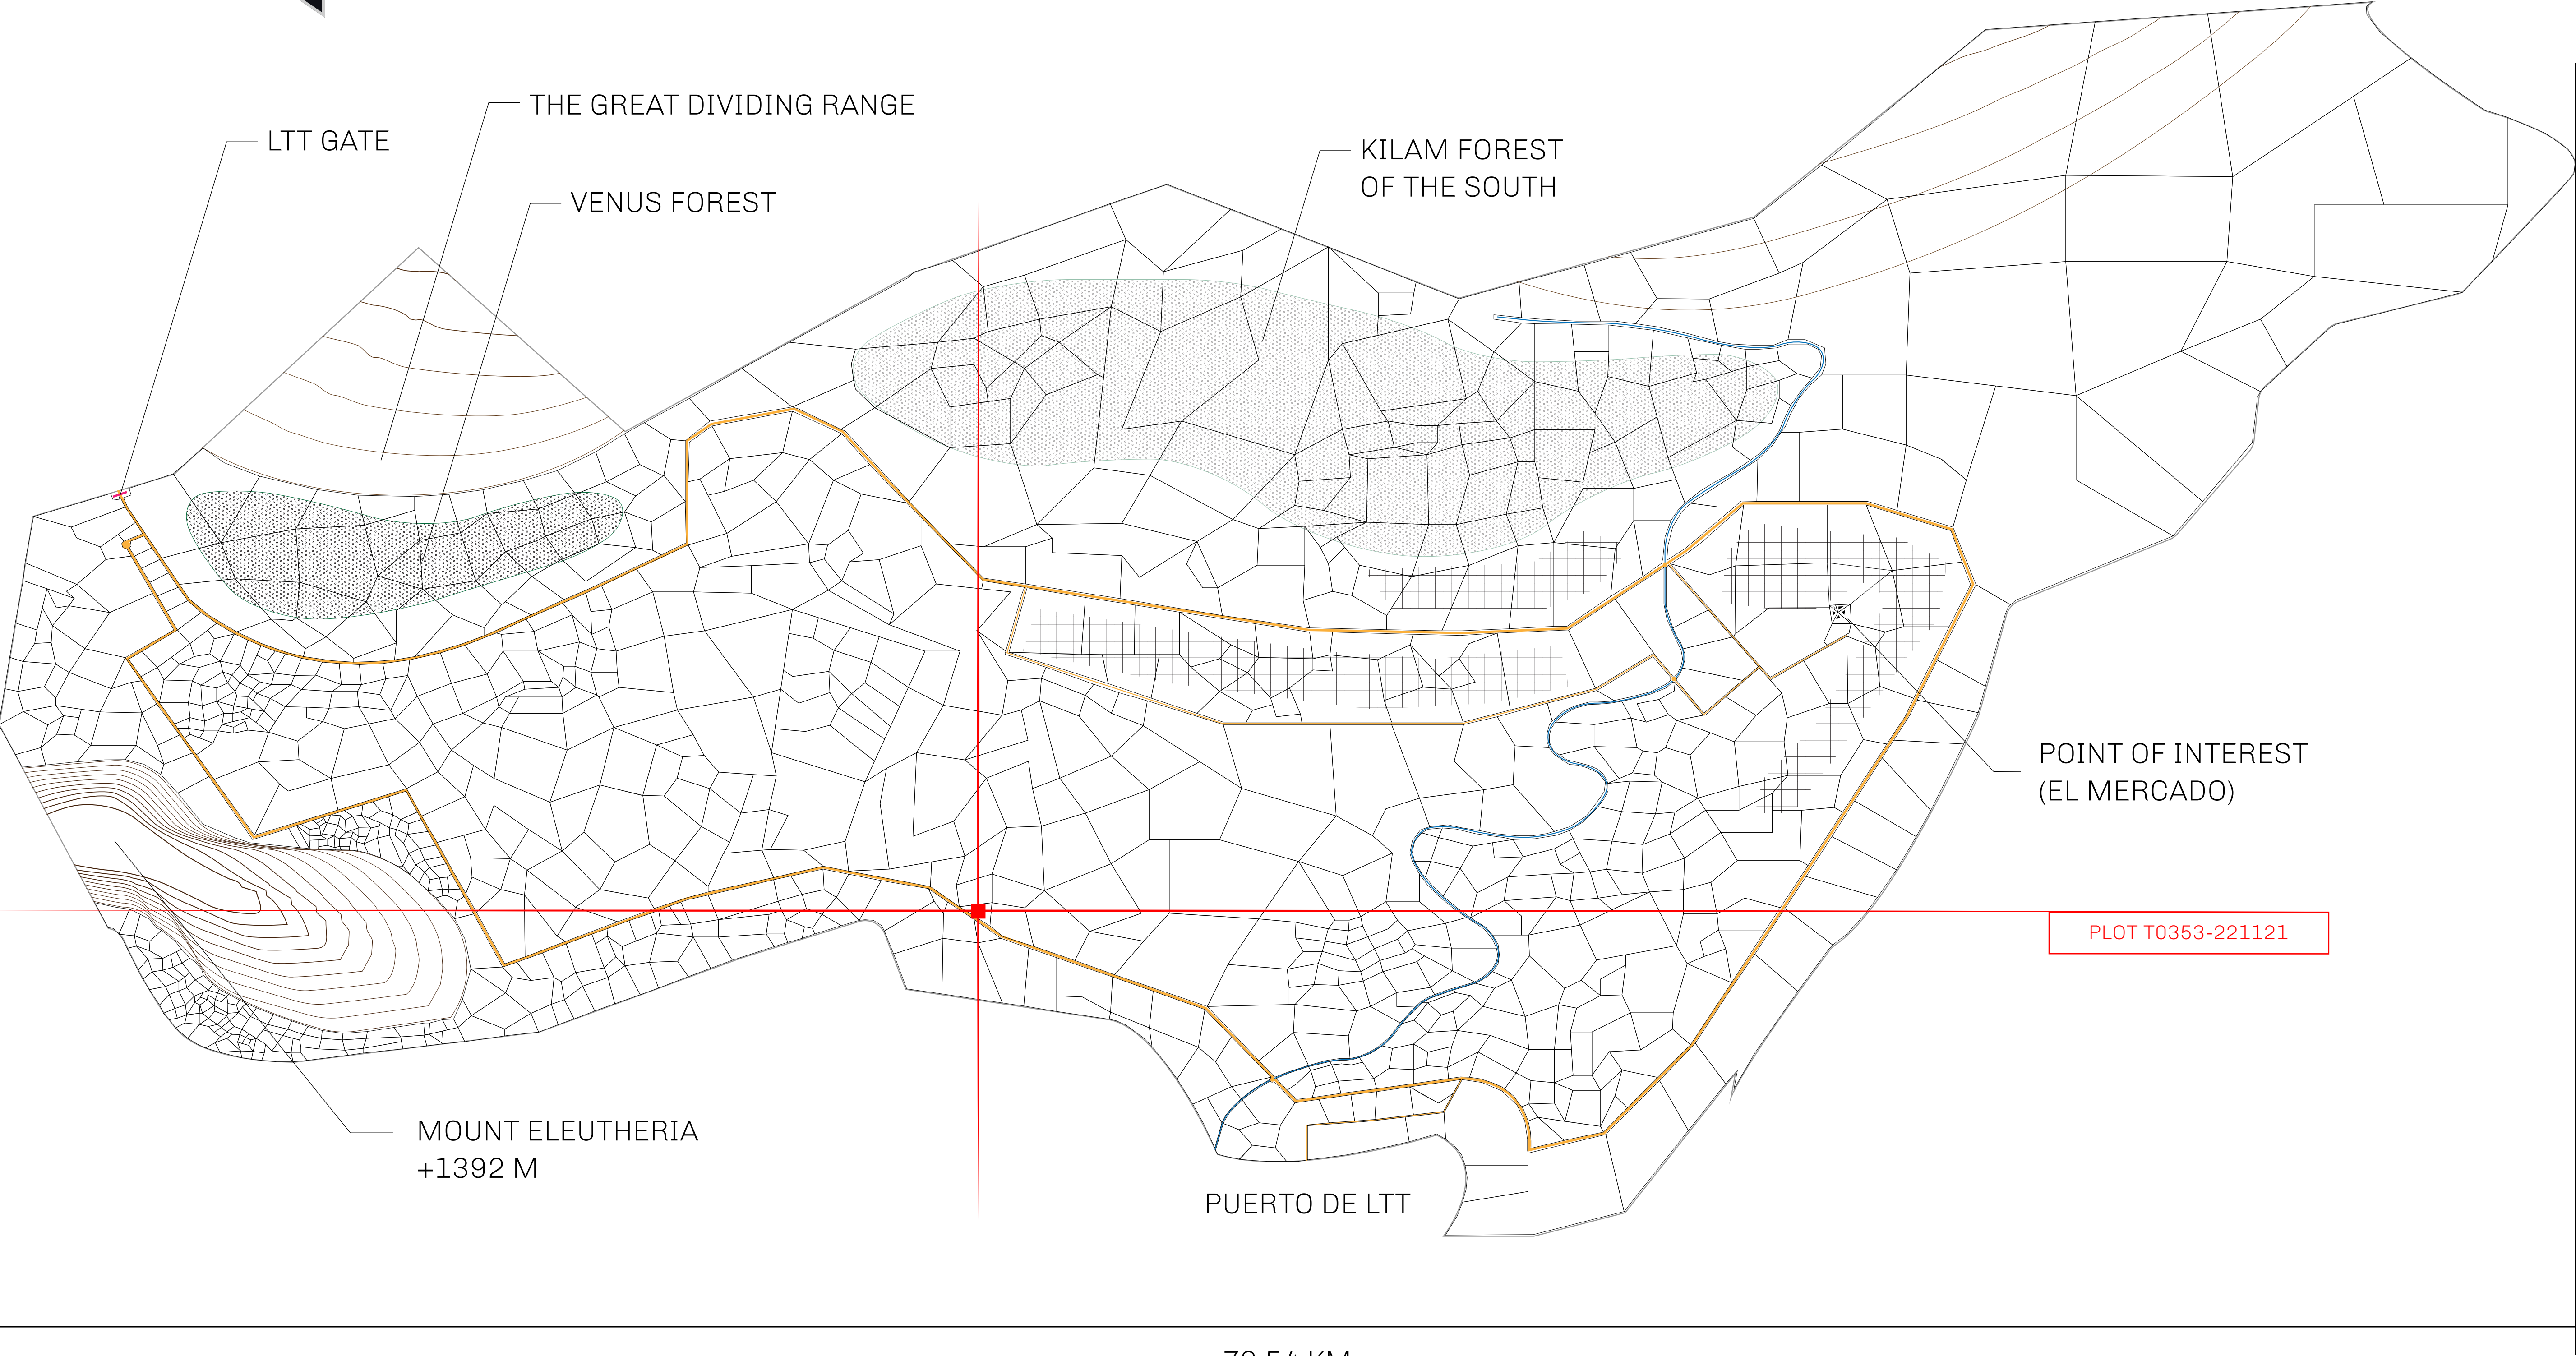 THE GREAT DIVIDING RANGE
LTT GATE
VENUS FOREST
KILAM FOREST
OF THE SOUTH
POINT OF INTEREST
(EL MERCADO)
PLOT T0353-221121
MOUNT ELEUTHERIA
+1392 M
PUERTO DE LTT